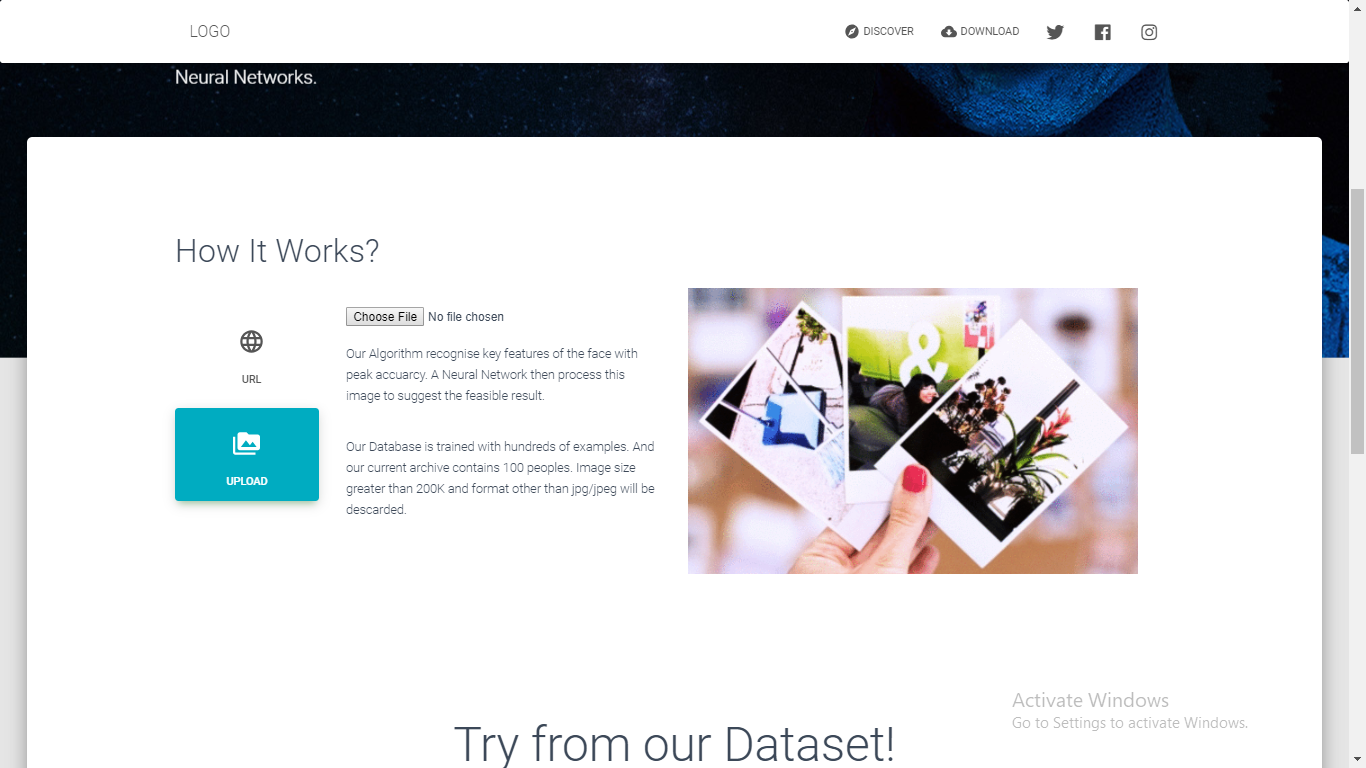 LOGO
DISCOVER
DOWNLOAD
Neural Networks.
How It Works?
URL
UPLOAD
Choose File No file chosen
Our Algorithm recognise key features of the face with
peak accuarcy. A Neural Network then process this
image to suggest the feasible result.
Our Database is trained with hundreds of examples. And
our current archive contains 100 peoples. Image size
greater than 200K and format other than jpg/jpeg will be
descarded.
&
Activate Windows
Go to Settings to activate Windows.
Try from our Dataset!